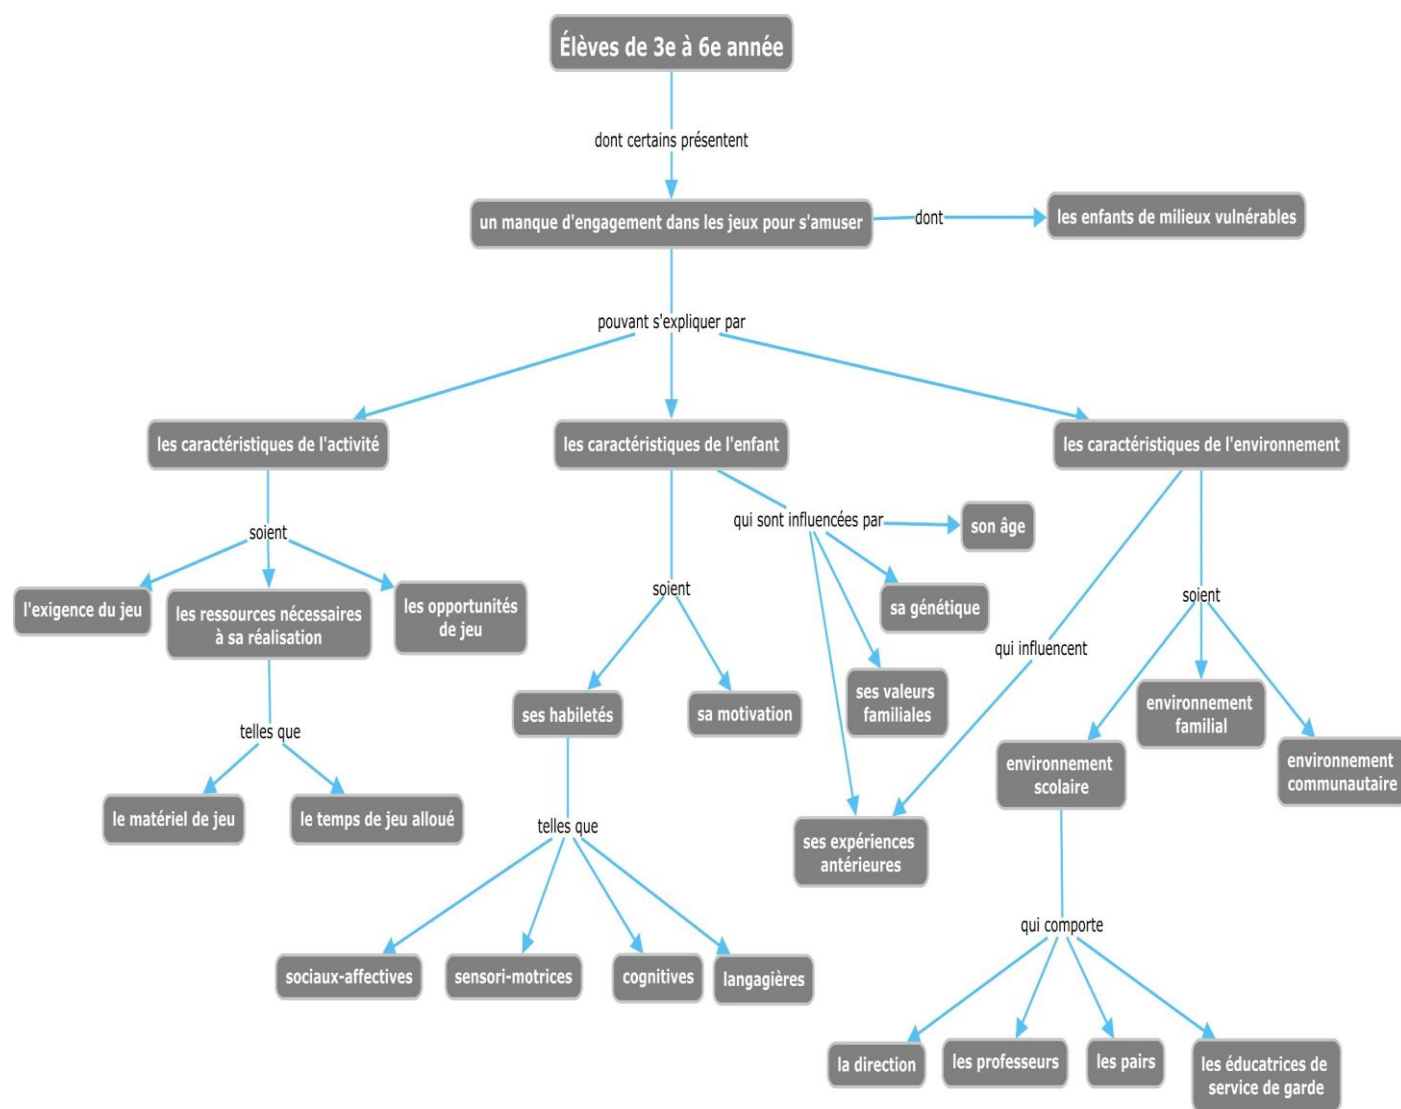 Élèves de 3e à 6e année
dont certains présentent
un manque d'engagement dans les jeux pour s'amuser
dont
les enfants de milieux vulnérables
pouvant s'expliquer par
les caractéristiques de l'activité
les caractéristiques de l'enfant
les caractéristiques de l'environnement
soient
l'exigence du jeu
les ressources nécessaires
à sa réalisation
les opportunités
de jeu
telles que
le matériel de jeu
le temps de jeu alloué
qui sont influencées par
son âge
sa génétique
ses valeurs
familiales
ses expériences
antérieures
soient
ses habiletés
sa motivation
telles que
sociaux-affectives
sensori-motrices
cognitives
langagières
qui influencent
soient
environnement
scolaire
environnement
familial
environnement
communautaire
qui comporte
la direction
les professeurs
les pairs
les éducatrices de
service de garde